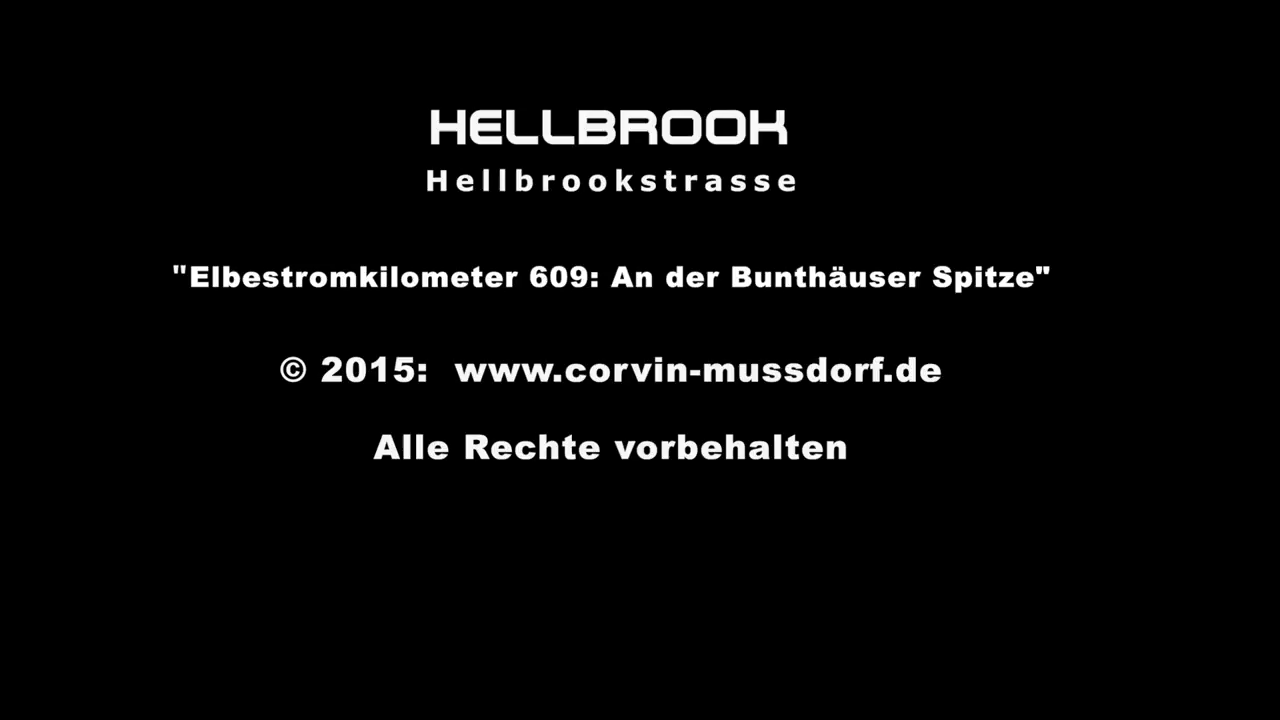 HELLBROOK
Hellbrookstrasse
"Elbestromkilometer 609: An der Bunthäuser Spitze"
© 2015: www.corvin-mussdorf.de
Alle Rechte vorbehalten